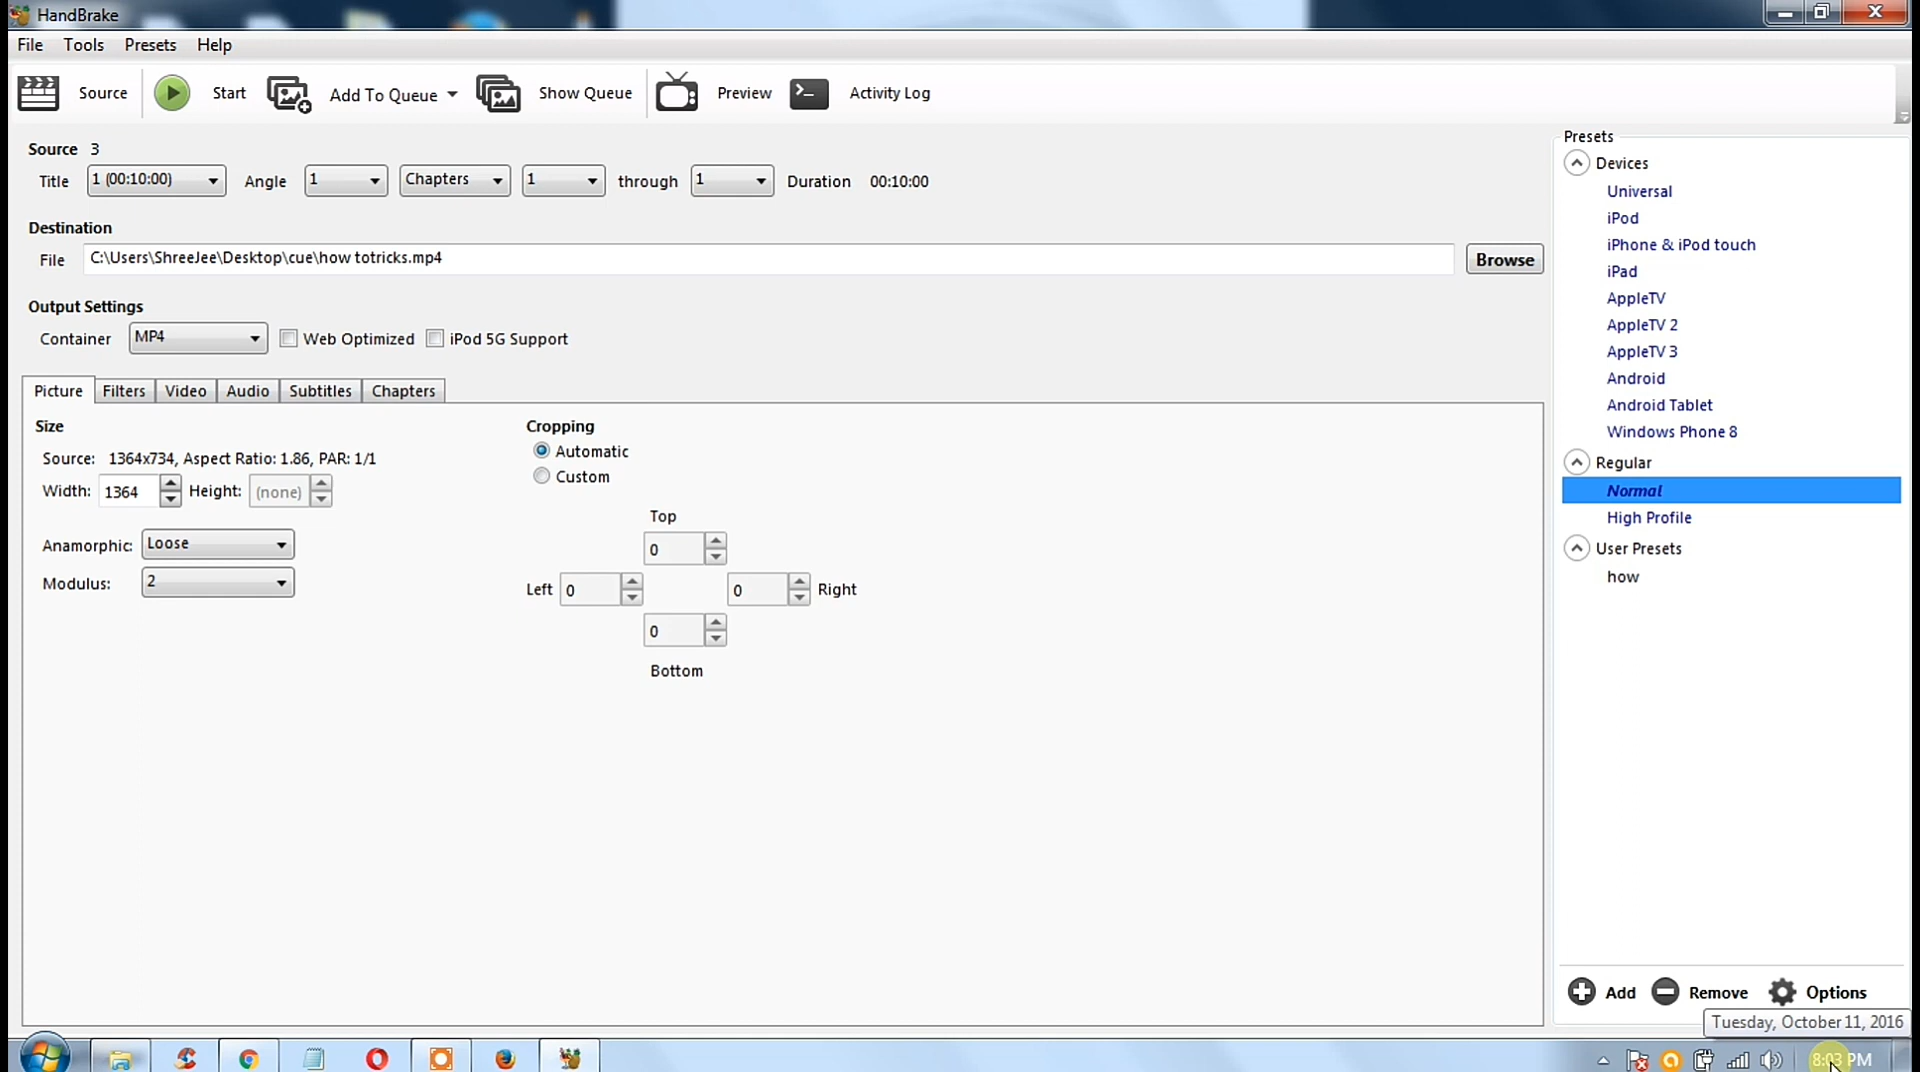 HandBrake
File Tools Presets Help
Source Start Add To Queue Show Queue Preview Activity Log
Source 3
Title 1 (00:10:00) Angle 1 Chapters 1 through 1 Duration 00:10:00
Destination
File C:\Users\ShreeJee\Desktop\cue\how totricks.mp4 Browse
Output Settings
Container MP4 Web Optimized iPod 5G Support
Picture Filters Video Audio Subtitles Chapters
Size
Source: 1364x734, Aspect Ratio: 1.86, PAR: 1/1
Width: 1364 Height: (none)
Anamorphic: Loose
Modulus: 2
Cropping
Automatic
Custom
Top
0
Left 0 0 Right
0
Bottom
Presets
Devices
Universal
iPod
iPhone & iPod touch
iPad
AppleTV
AppleTV 2
AppleTV 3
Android
Android Tablet
Windows Phone 8
Regular
Normal
High Profile
User Presets
how
Add Remove Options
Tuesday, October 11, 2016
8:03 PM